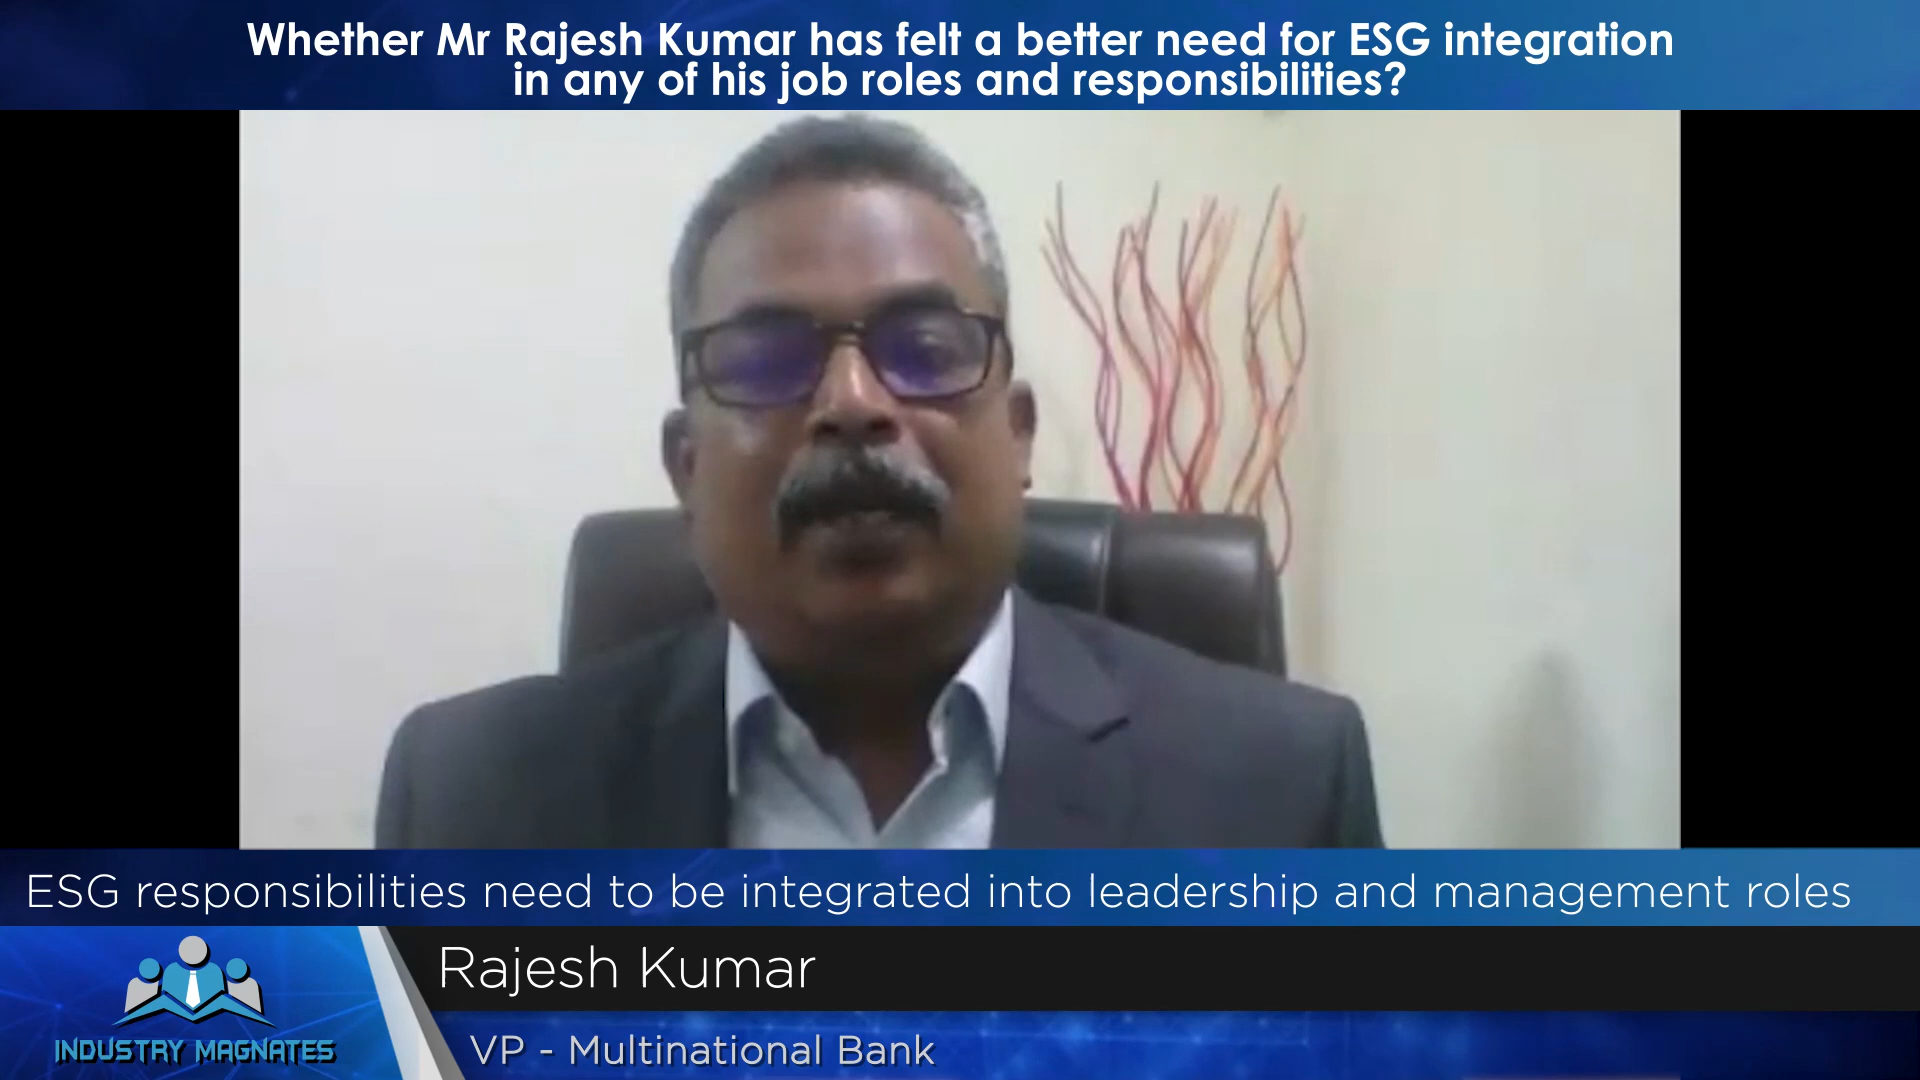 Whether Mr Rajesh Kumar has felt a better need for ESG integration
in any of his job roles and responsibilities?
ESG responsibilities need to be integrated into leadership and management roles
Rajesh Kumar
INDUSTRY MAGNATES
VP - Multinational Bank